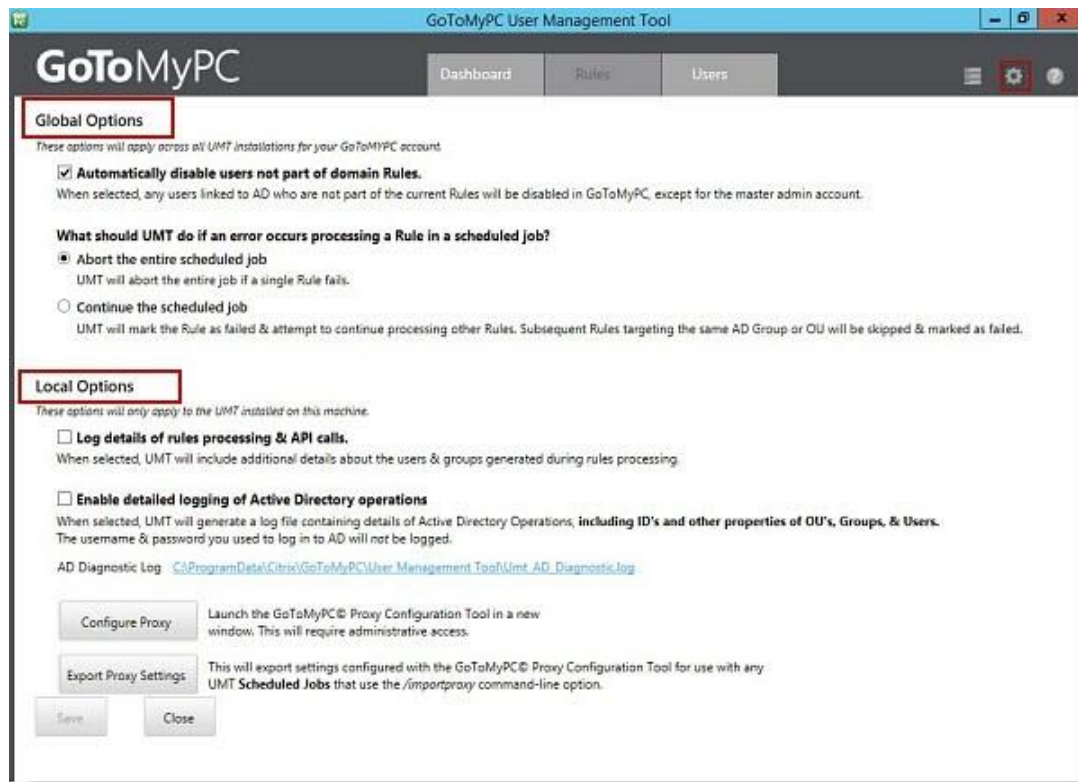 GoToMyPC User Management Tool
GoToMyPC
Dashboard
Rules
Users
Global Options
These options will apply across all UMT installations for your GoToMYPC account.
Automatically disable users not part of domain Rules.
When selected, any users linked to AD who are not part of the current Rules will be disabled in GoToMyPC, except for the master admin account.
What should UMT do if an error occurs processing a Rule in a scheduled job?
Abort the entire scheduled job
UMT will abort the entire job if a single Rule fails.
Continue the scheduled job
UMT will mark the Rule as failed & attempt to continue processing other Rules. Subsequent Rules targeting the same AD Group or OU will be skipped & marked as failed.
Local Options
These options will only apply to the UMT installed on this machine.
Log details of rules processing & API calls.
When selected, UMT will include additional details about the users & groups generated during rules processing.
Enable detailed logging of Active Directory operations
When selected, UMT will generate a log file containing details of Active Directory Operations, including ID's and other properties of OU's, Groups, & Users.
The username & password you used to log in to AD will not be logged.
AD Diagnostic Log C:\ProgramData\Citrix\GoToMyPC\User Management Tool\Umt_AD_Diagnostic.log
Configure Proxy
Launch the GoToMyPC© Proxy Configuration Tool in a new
window. This will require administrative access.
Export Proxy Settings
This will export settings configured with the GoToMyPC© Proxy Configuration Tool for use with any
UMT Scheduled Jobs that use the /importproxy command-line option.
Save
Close